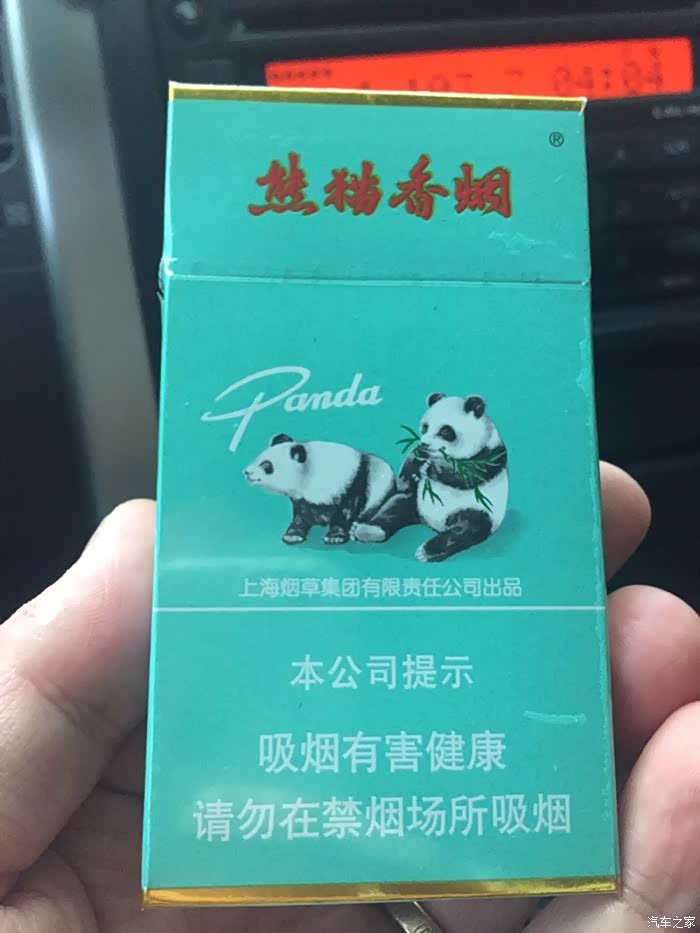 04:04
®
熊猫香烟
Panda
上海烟草集团有限责任公司出品
本公司提示
吸烟有害健康
请勿在禁烟场所吸烟
汽车之家